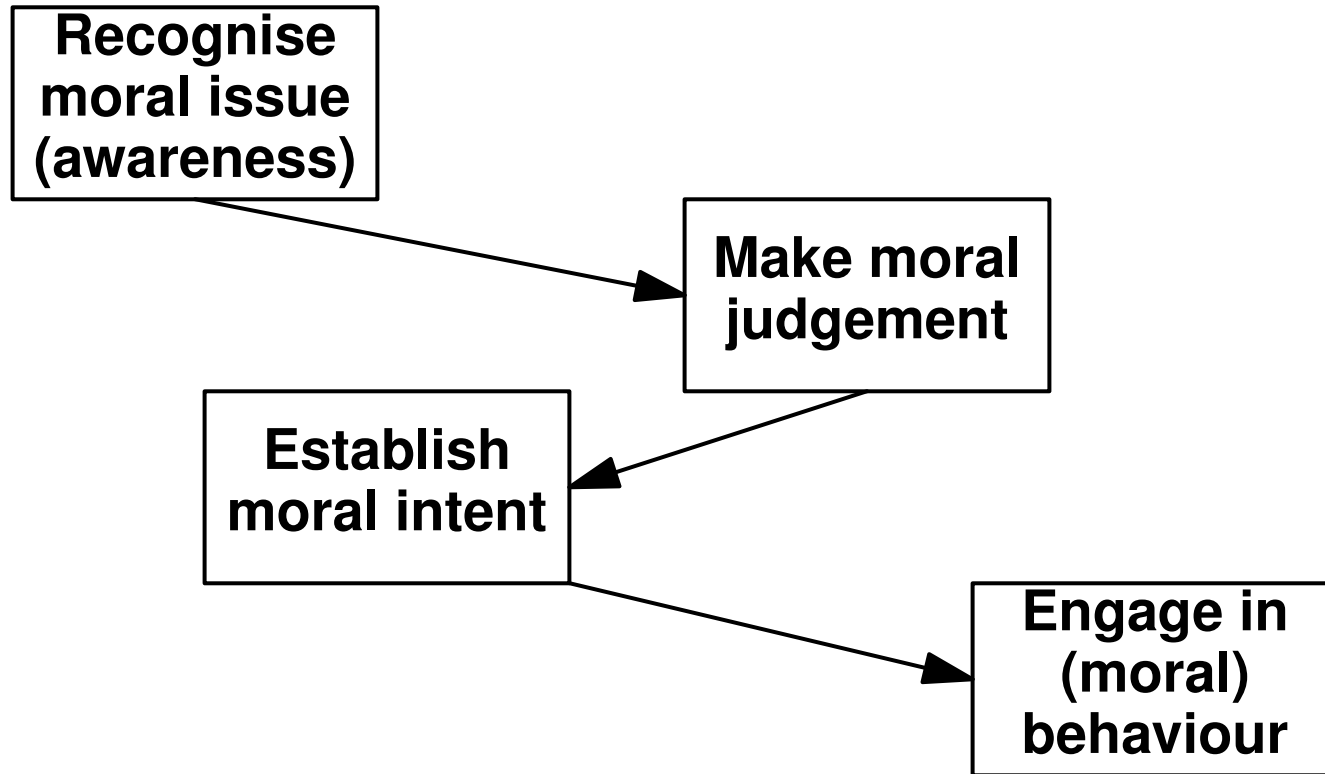 Recognise
moral issue
(awareness)
Make moral
judgement
Establish
moral intent
Engage in
(moral)
behaviour